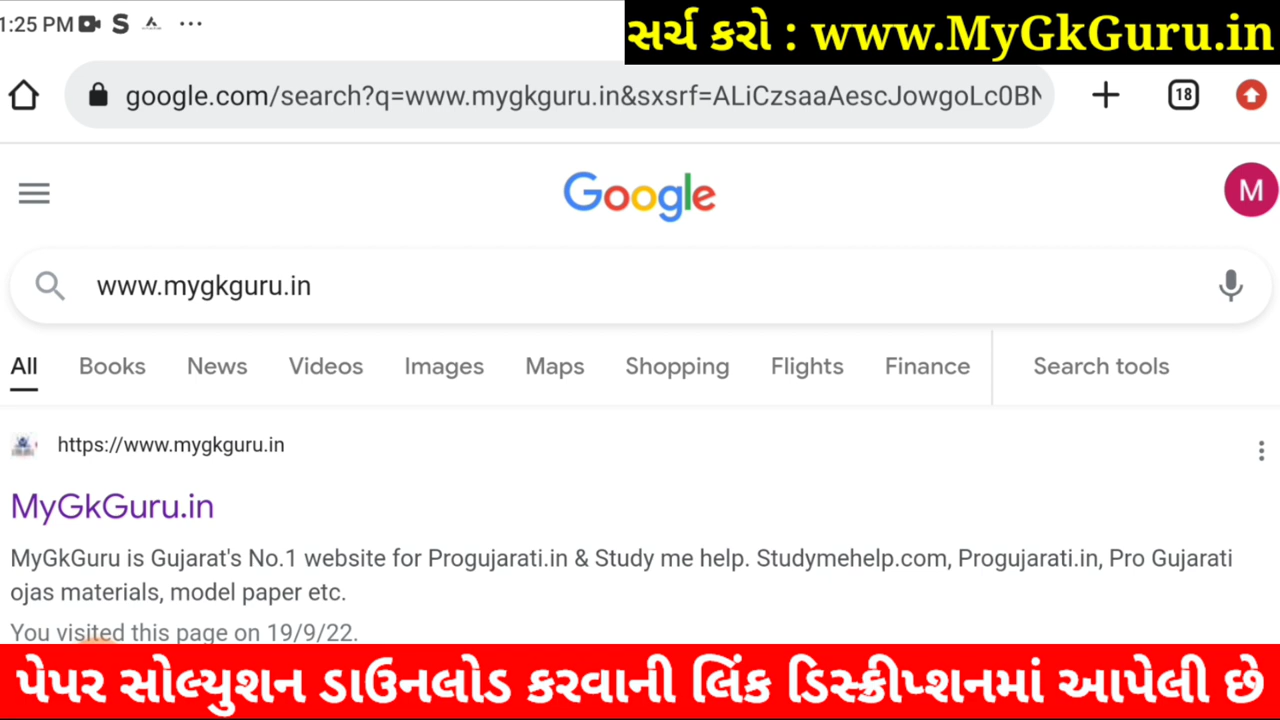 1:25 PM S ...
સર્ચ કરો : www.MyGkGuru.in
google.com/search?q=www.mygkguru.in&sxsrf=ALiCzsaaAescJowgoLc0BN
18
Google
M
www.mygkguru.in
All Books News Videos Images Maps Shopping Flights Finance Search tools
https://www.mygkguru.in
MyGkGuru.in
MyGkGuru is Gujarat's No.1 website for Progujarati.in & Study me help. Studymehelp.com, Progujarati.in, Pro Gujarati
ojas materials, model paper etc.
You visited this page on 19/9/22.
પેપર સોલ્યુશન ડાઉનલોડ કરવાની લિંક ડિસ્ક્રીપ્શનમાં આપેલી છે